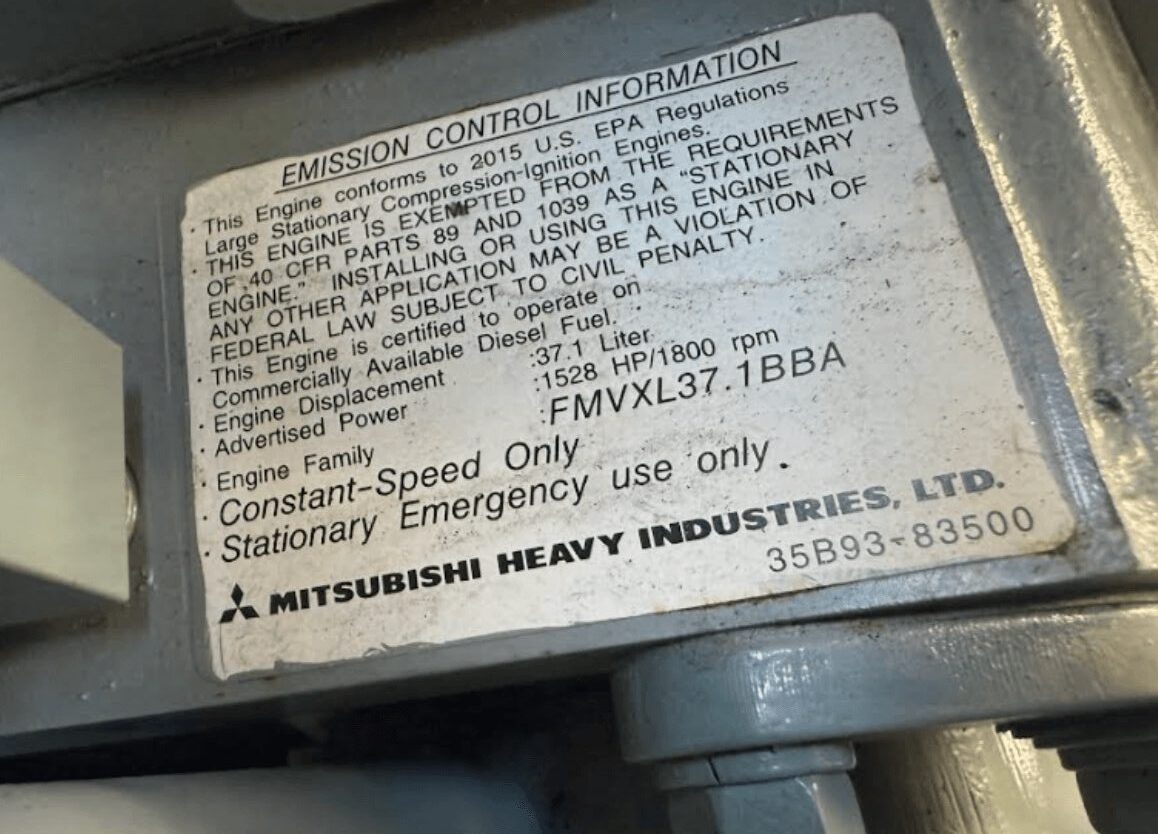 EMISSION CONTROL INFORMATION
· This Engine conforms to 2015 U.S. EPA Regulations
Large Stationary Compression-Ignition Engines.
· THIS ENGINE IS EXEMPTED FROM THE REQUIREMENTS
OF 40 CFR PARTS 89 AND 1039 AS A "STATIONARY
ENGINE." INSTALLING OR USING THIS ENGINE IN
ANY OTHER APPLICATION MAY BE A VIOLATION OF
FEDERAL LAW SUBJECT TO CIVIL PENALTY.
· This Engine is certified to operate on
Commercially Available Diesel Fuel.
· Engine Displacement :37.1 Liter
· Advertised Power :1528 HP/1800 rpm
· Engine Family :FMVXL37.1BBA
· Constant-Speed Only
· Stationary Emergency use only.
MITSUBISHI HEAVY INDUSTRIES, LTD.
35B93-83500